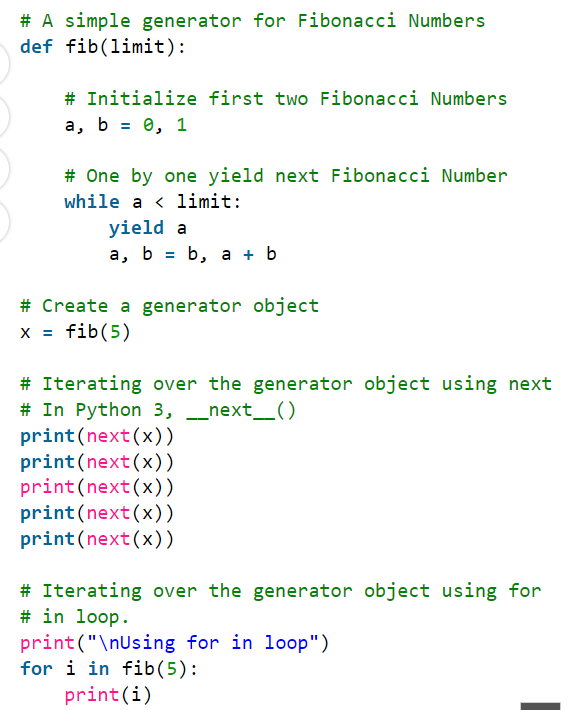 # A simple generator for Fibonacci Numbers
def fib(limit):
    # Initialize first two Fibonacci Numbers
    a, b = 0, 1
    # One by one yield next Fibonacci Number
    while a < limit:
        yield a
        a, b = b, a + b
# Create a generator object
x = fib(5)
# Iterating over the generator object using next
# In Python 3, __next__()
print(next(x))
print(next(x))
print(next(x))
print(next(x))
print(next(x))
# Iterating over the generator object using for
# in loop.
print("\nUsing for in loop")
for i in fib(5):
    print(i)